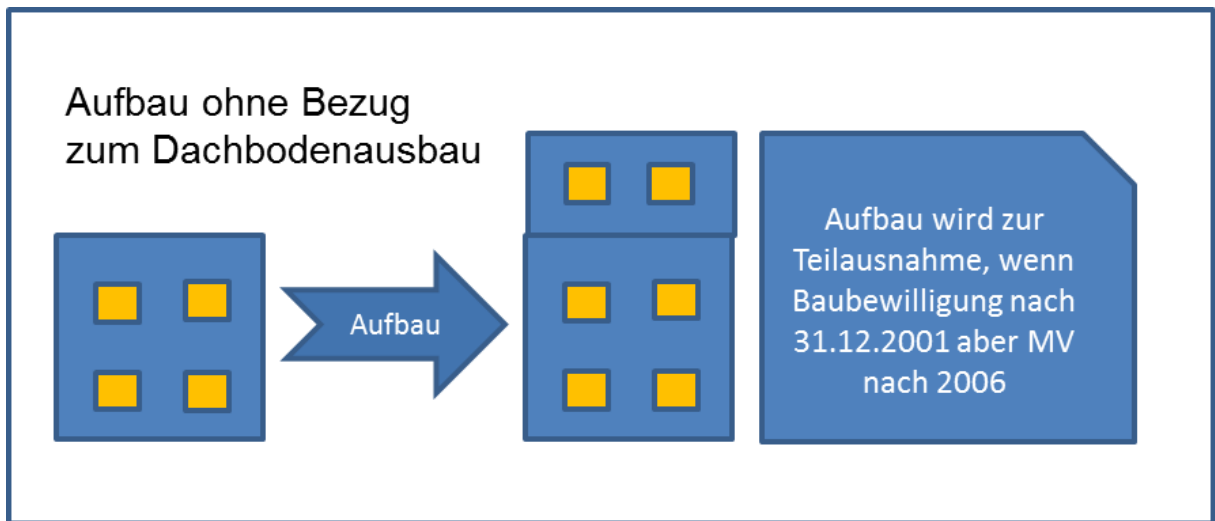 Aufbau ohne Bezug
zum Dachbodenausbau
Aufbau
Aufbau wird zur
Teilausnahme, wenn
Baubewilligung nach
31.12.2001 aber MV
nach 2006